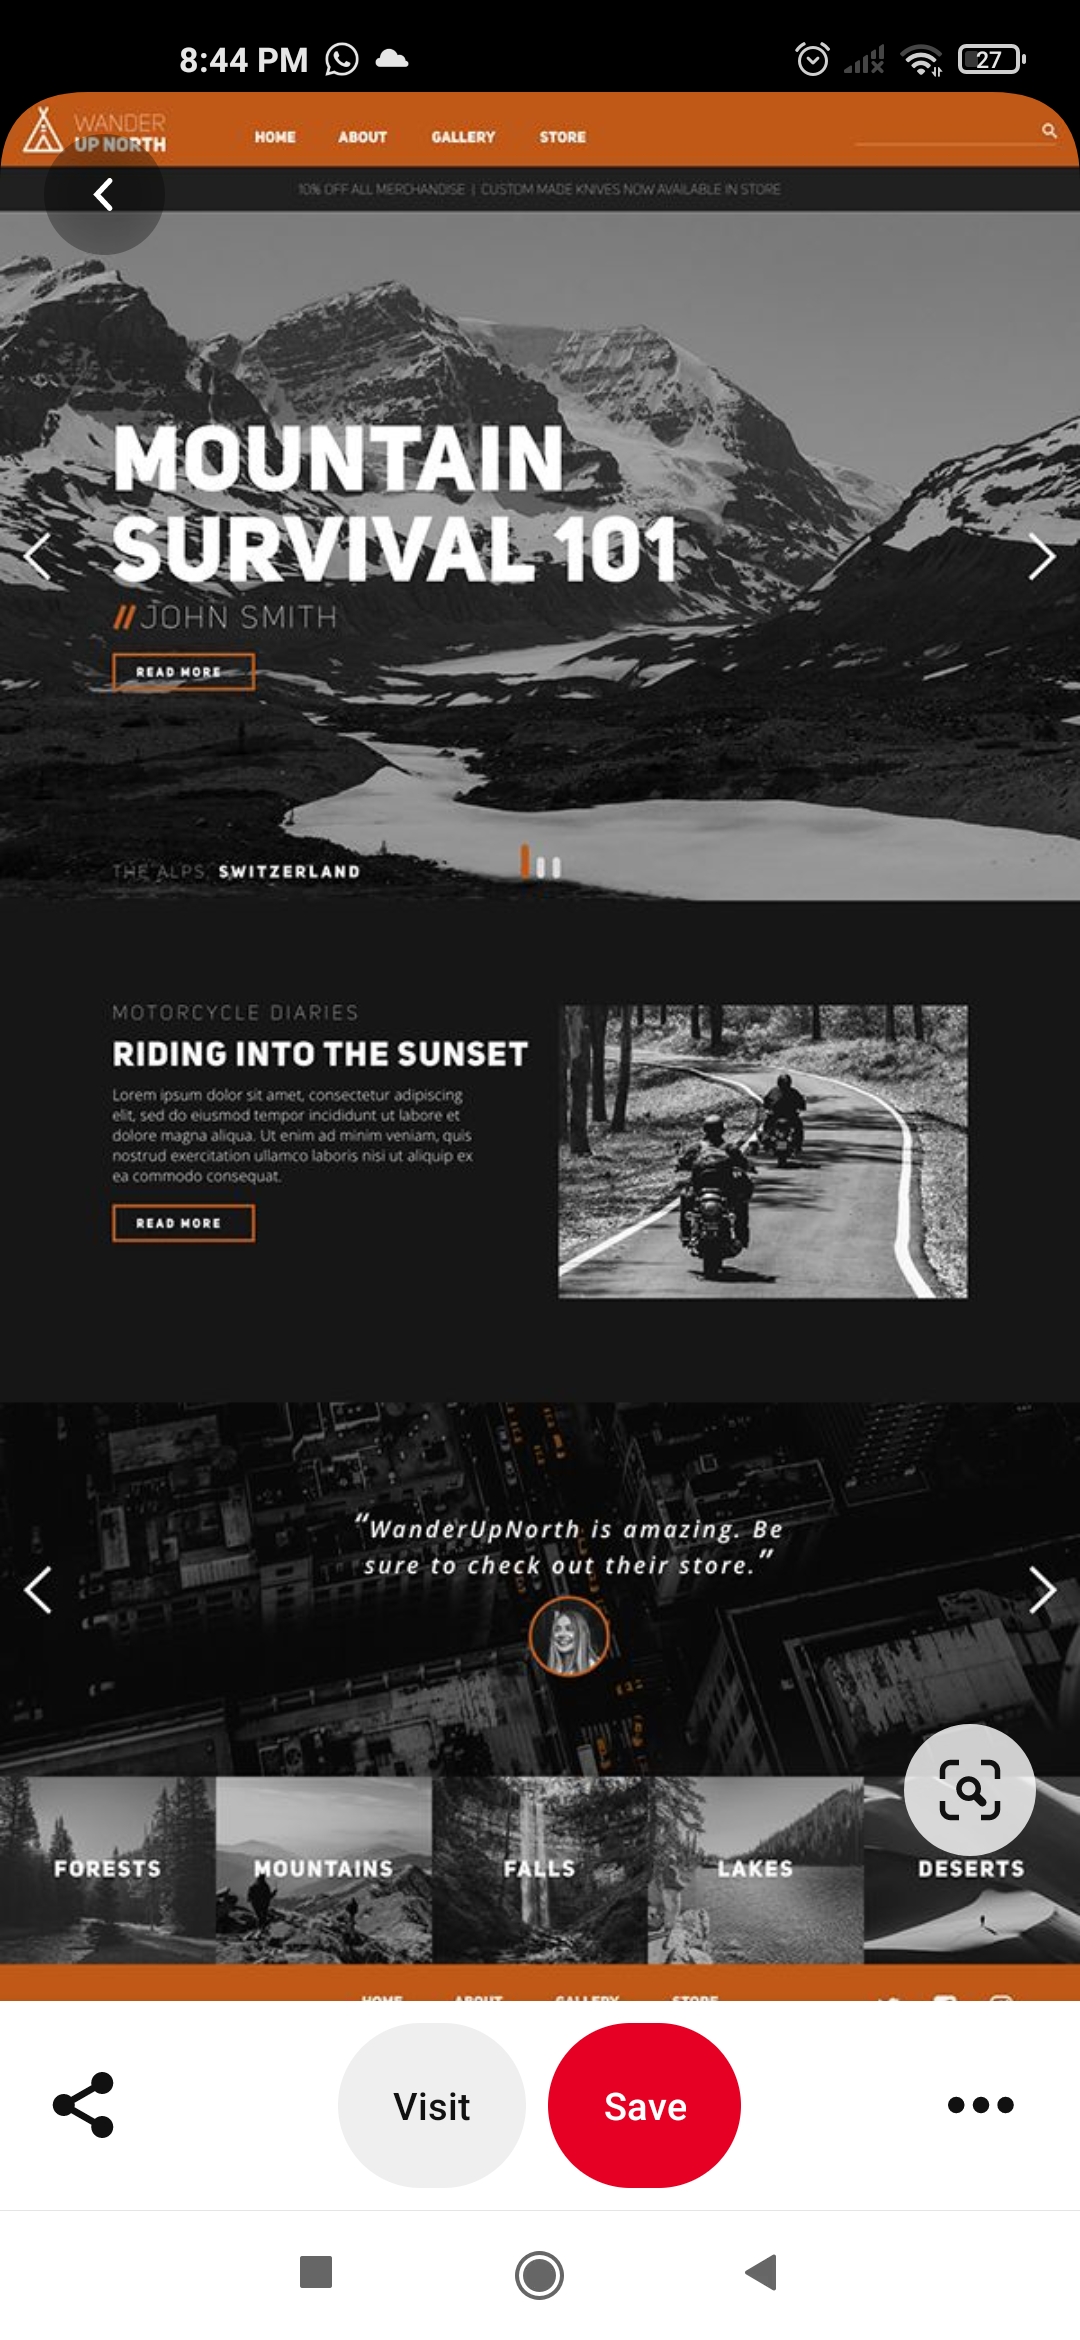 8:44 PM
27
WANDER
UP NORTH
HOME ABOUT GALLERY STORE
10% OFF ALL MERCHANDISE | CUSTOM MADE KNIVES NOW AVAILABLE IN STORE
MOUNTAIN
SURVIVAL 101
// JOHN SMITH
READ MORE
THE ALPS, SWITZERLAND
MOTORCYCLE DIARIES
RIDING INTO THE SUNSET
Lorem ipsum dolor sit amet, consectetur adipiscing
elit, sed do eiusmod tempor incididunt ut labore et
dolore magna aliqua. Ut enim ad minim veniam, quis
nostrud exercitation ullamco laboris nisi ut aliquip ex
ea commodo consequat.
READ MORE
“WanderUpNorth is amazing. Be
sure to check out their store.”
FORESTS MOUNTAINS FALLS LAKES DESERTS
HOME ABOUT GALLERY STORE
Visit Save